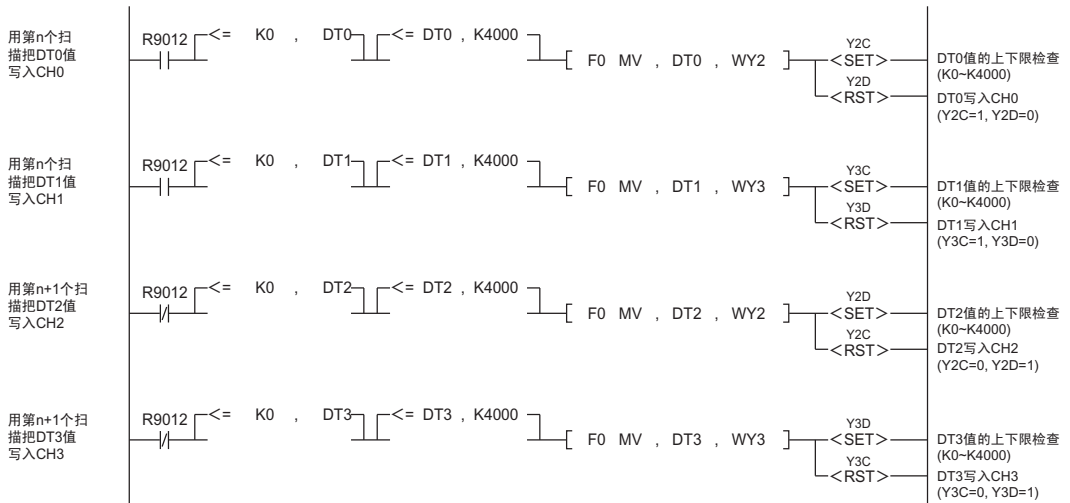 用第n个扫
描把DT0值
写入CH0
R9012 <= K0 , DT0 <= DT0 , K4000
F0 MV , DT0 , WY2
Y2C
<SET>
Y2D
<RST>
DT0值的上下限检查
(K0~K4000)
DT0写入CH0
(Y2C=1, Y2D=0)
用第n个扫
描把DT1值
写入CH1
R9012 <= K0 , DT1 <= DT1 , K4000
F0 MV , DT1 , WY3
Y3C
<SET>
Y3D
<RST>
DT1值的上下限检查
(K0~K4000)
DT1写入CH1
(Y3C=1, Y3D=0)
用第n+1个扫
描把DT2值
写入CH2
R9012 <= K0 , DT2 <= DT2 , K4000
F0 MV , DT2 , WY2
Y2D
<SET>
Y2C
<RST>
DT2值的上下限检查
(K0~K4000)
DT2写入CH2
(Y2C=0, Y2D=1)
用第n+1个扫
描把DT3值
写入CH3
R9012 <= K0 , DT3 <= DT3 , K4000
F0 MV , DT3 , WY3
Y3D
<SET>
Y3C
<RST>
DT3值的上下限检查
(K0~K4000)
DT3写入CH3
(Y3C=0, Y3D=1)